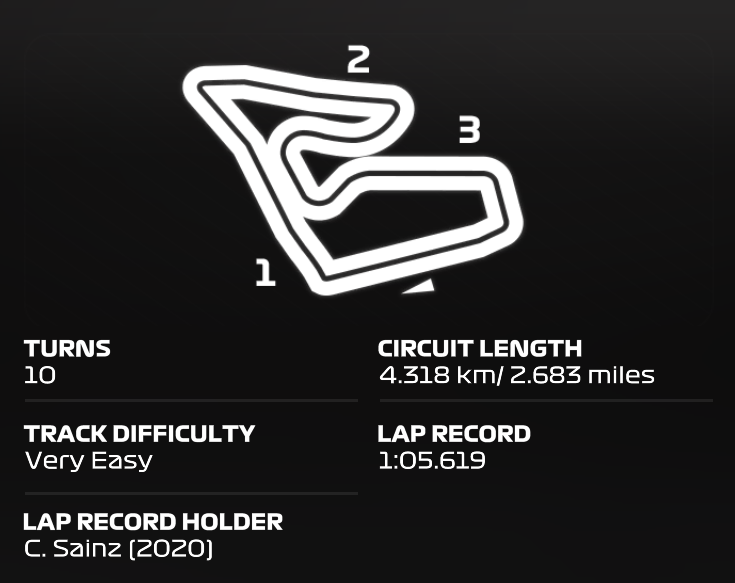 2
3
1
TURNS
10
CIRCUIT LENGTH
4.318 km/ 2.683 miles
TRACK DIFFICULTY
Very Easy
LAP RECORD
1:05.619
LAP RECORD HOLDER
C. Sainz (2020)